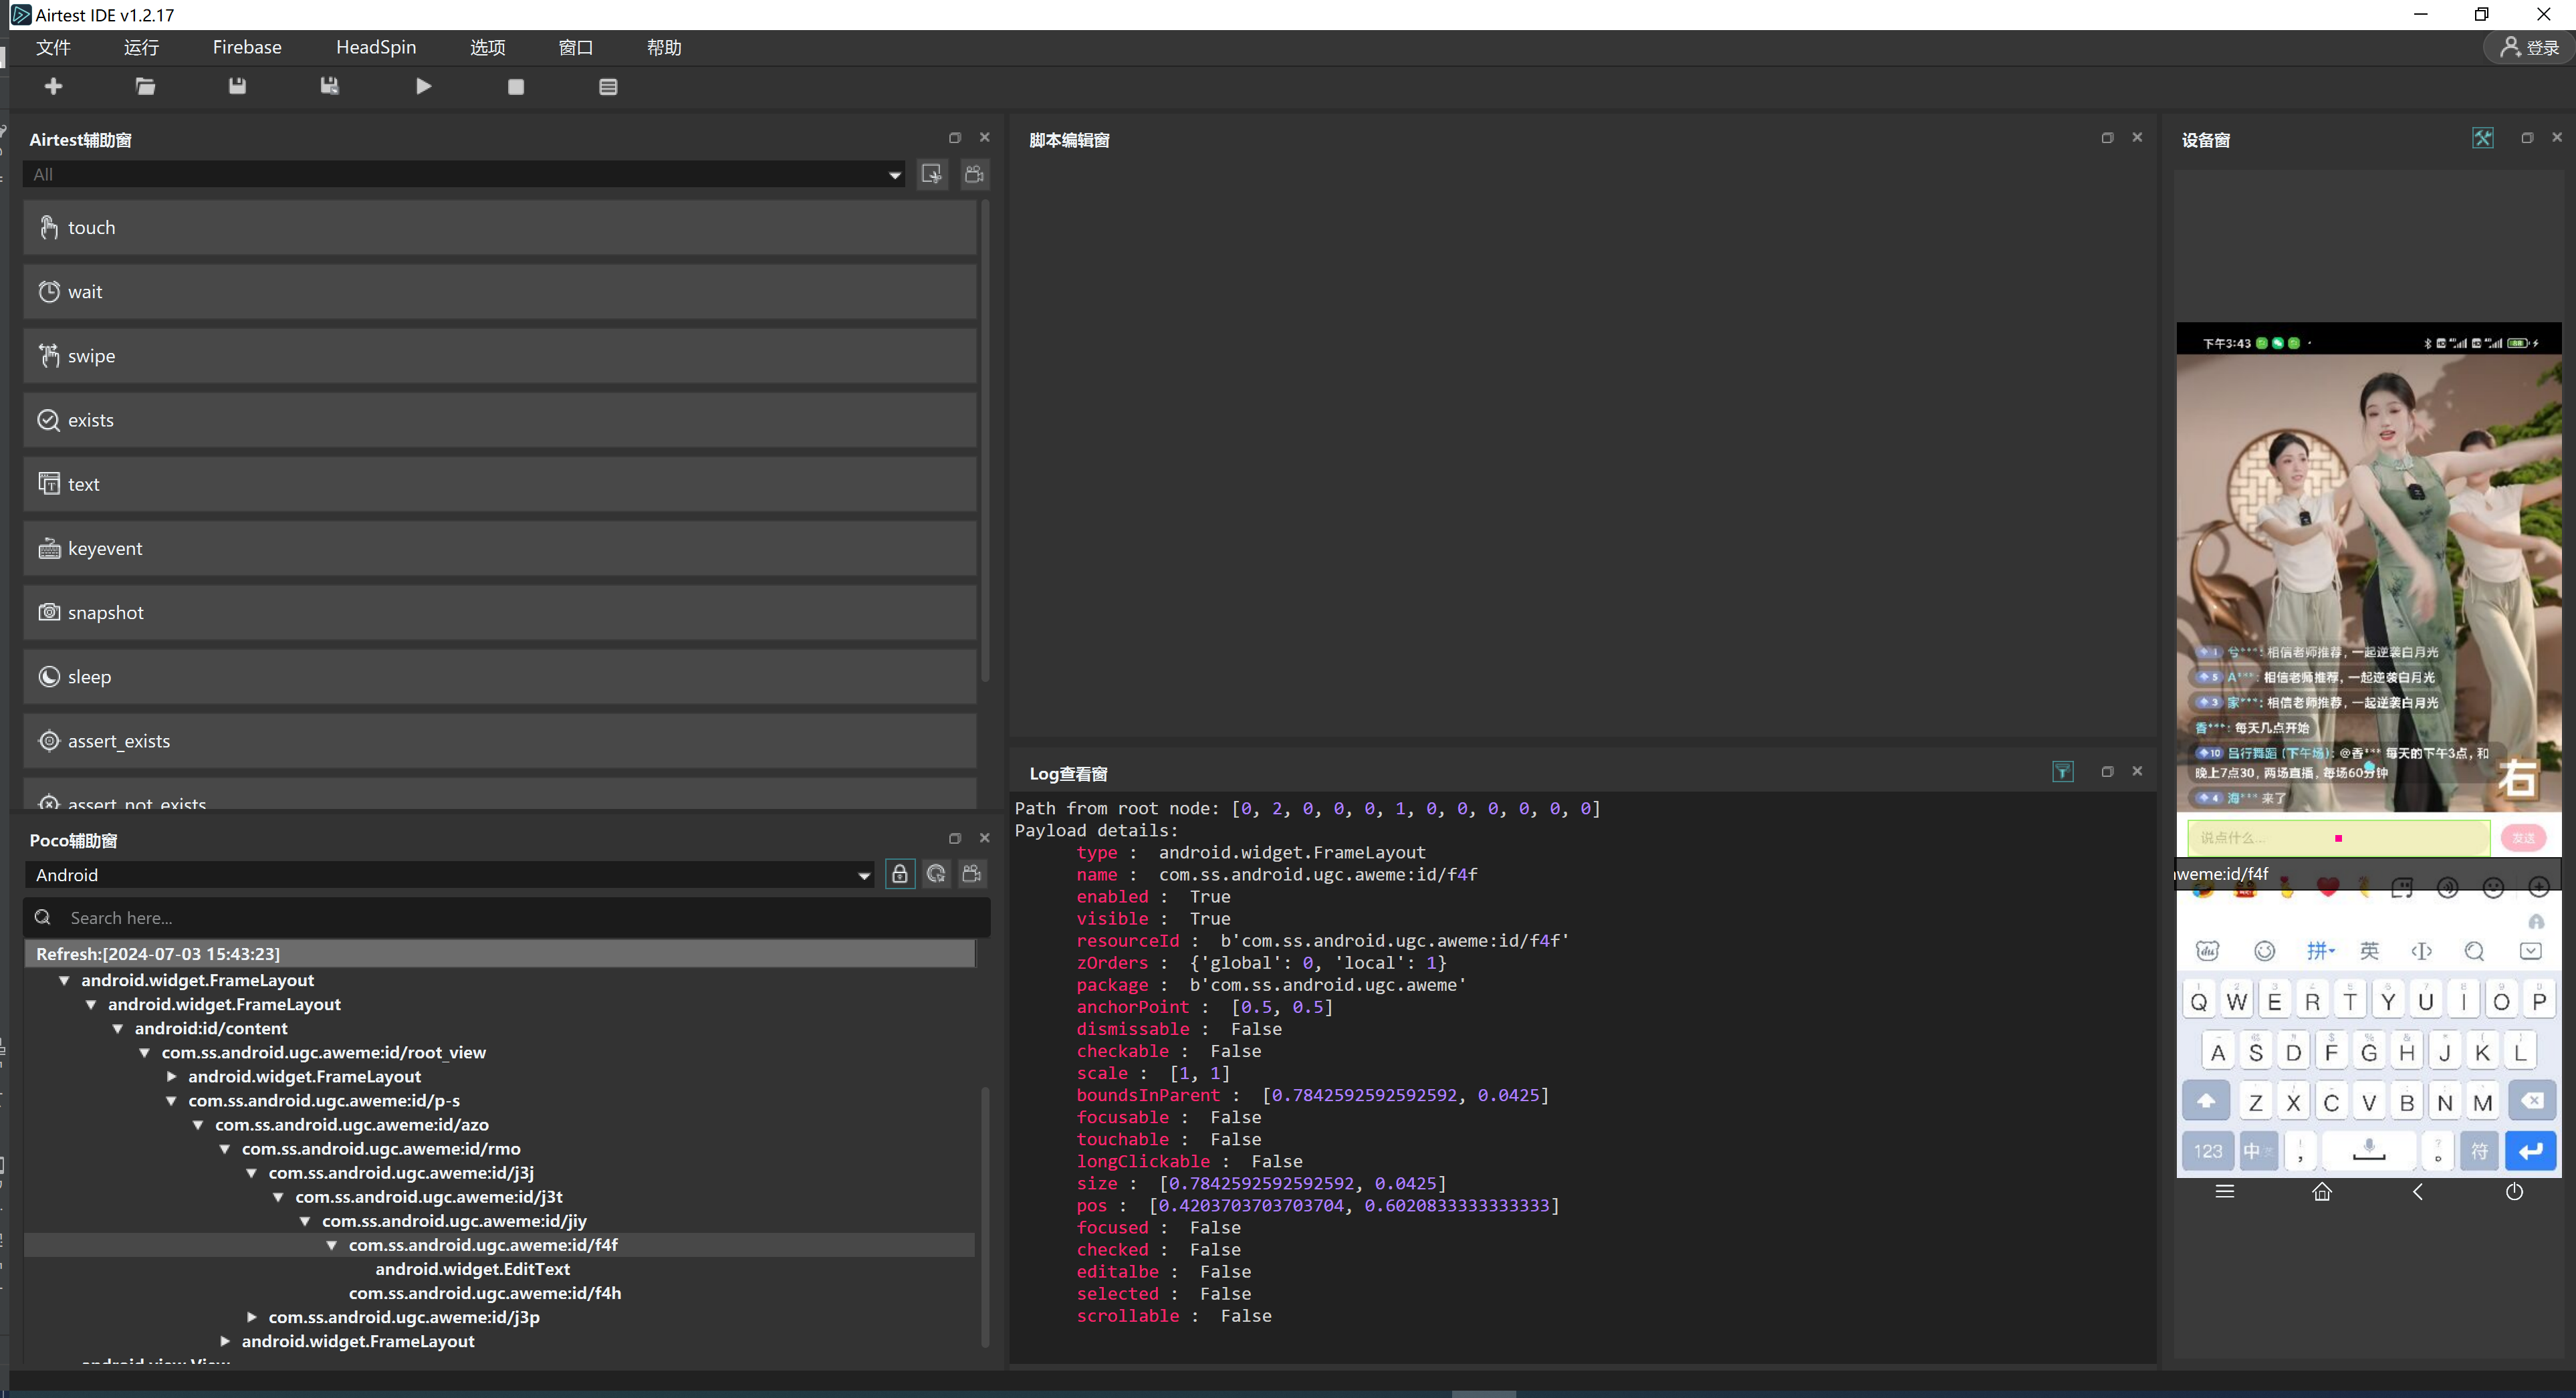 Airtest IDE v1.2.17
文件 运行 Firebase HeadSpin 选项 窗口 帮助
登录
Airtest辅助窗
All
touch
wait
swipe
exists
text
keyevent
snapshot
sleep
assert_exists
assert_not_exists
Poco辅助窗
Android
Search here...
Refresh:[2024-07-03 15:43:23]
android.widget.FrameLayout
android.widget.FrameLayout
android:id/content
com.ss.android.ugc.aweme:id/root_view
android.widget.FrameLayout
com.ss.android.ugc.aweme:id/p-s
com.ss.android.ugc.aweme:id/azo
com.ss.android.ugc.aweme:id/rmo
com.ss.android.ugc.aweme:id/j3j
com.ss.android.ugc.aweme:id/j3t
com.ss.android.ugc.aweme:id/jiy
com.ss.android.ugc.aweme:id/f4f
android.widget.EditText
com.ss.android.ugc.aweme:id/f4h
com.ss.android.ugc.aweme:id/j3p
android.widget.FrameLayout
android.view.View
脚本编辑窗
Log查看窗
Path from root node: [0, 2, 0, 0, 0, 1, 0, 0, 0, 0, 0, 0]
Payload details:
type : android.widget.FrameLayout
name : com.ss.android.ugc.aweme:id/f4f
enabled : True
visible : True
resourceId : b'com.ss.android.ugc.aweme:id/f4f'
zOrders : {'global': 0, 'local': 1}
package : b'com.ss.android.ugc.aweme'
anchorPoint : [0.5, 0.5]
dismissable : False
checkable : False
scale : [1, 1]
boundsInParent : [0.7842592592592592, 0.0425]
focusable : False
touchable : False
longClickable : False
size : [0.7842592592592592, 0.0425]
pos : [0.4203703703703704, 0.6020833333333333]
focused : False
checked : False
editalbe : False
selected : False
scrollable : False
设备窗
下午3:43
1 兮***: 相信老师推荐，一起逆袭白月光
5 A***: 相信老师推荐，一起逆袭白月光
3 家***: 相信老师推荐，一起逆袭白月光
香***: 每天几点开始
10 吕行舞蹈 (下午场): @香*** 每天的下午3点，和
晚上7点30，两场直播，每场60分钟
4 海*** 来了
右
说点什么... 发送
weme:id/f4f
du 拼 英
Q W E R T Y U I O P
A S D F G H J K L
Z X C V B N M
123 中 ， 。 符